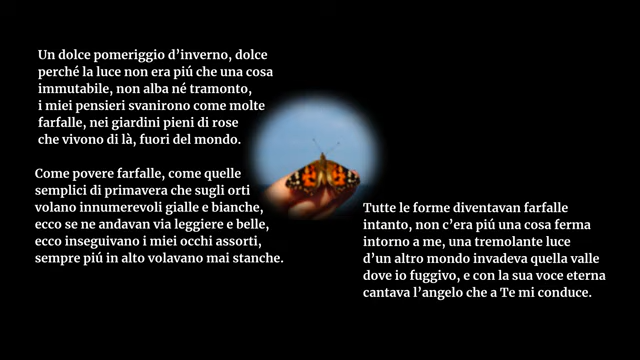 Un dolce pomeriggio d’inverno, dolce
perché la luce non era piú che una cosa
immutabile, non alba né tramonto,
i miei pensieri svanirono come molte
farfalle, nei giardini pieni di rose
che vivono di là, fuori del mondo.
Come povere farfalle, come quelle
semplici di primavera che sugli orti
volano innumerevoli gialle e bianche,
ecco se ne andavan via leggiere e belle,
ecco inseguivano i miei occhi assorti,
sempre piú in alto volavano mai stanche.
Tutte le forme diventavan farfalle
intanto, non c’era piú una cosa ferma
intorno a me, una tremolante luce
d’un altro mondo invadeva quella valle
dove io fuggivo, e con la sua voce eterna
cantava l’angelo che a Te mi conduce.